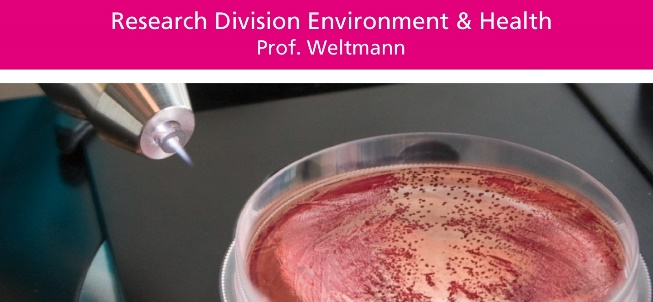 Research Division Environment & Health
Prof. Weltmann